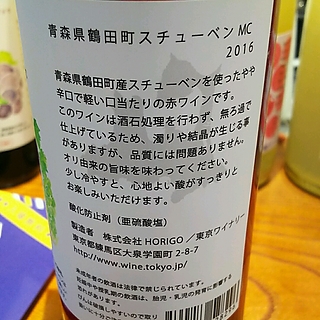 青森県鶴田町スチューベン MC
2016
青森県鶴田町産スチューベンを使ったやや
辛口で軽い口当たりの赤ワインです。
このワインは酒石処理を行わず、無ろ過で
仕上げているため、濁りや結晶が生じる事
がありますが、品質には問題ありません。
オリ由来の旨味を味わってください。
少し冷やすと、心地よい酸がすっきりと
お楽しみいただけます。
酸化防止剤（亜硫酸塩）
製造者 株式会社 HORIGO／東京ワイナリー
東京都練馬区大泉学園町 2-8-7
http://www.wine.tokyo.jp/
未成年者の飲酒は法律で禁じられています。
妊娠中や授乳期の飲酒は、胎児・乳児の発育に影響する
恐れがあります。